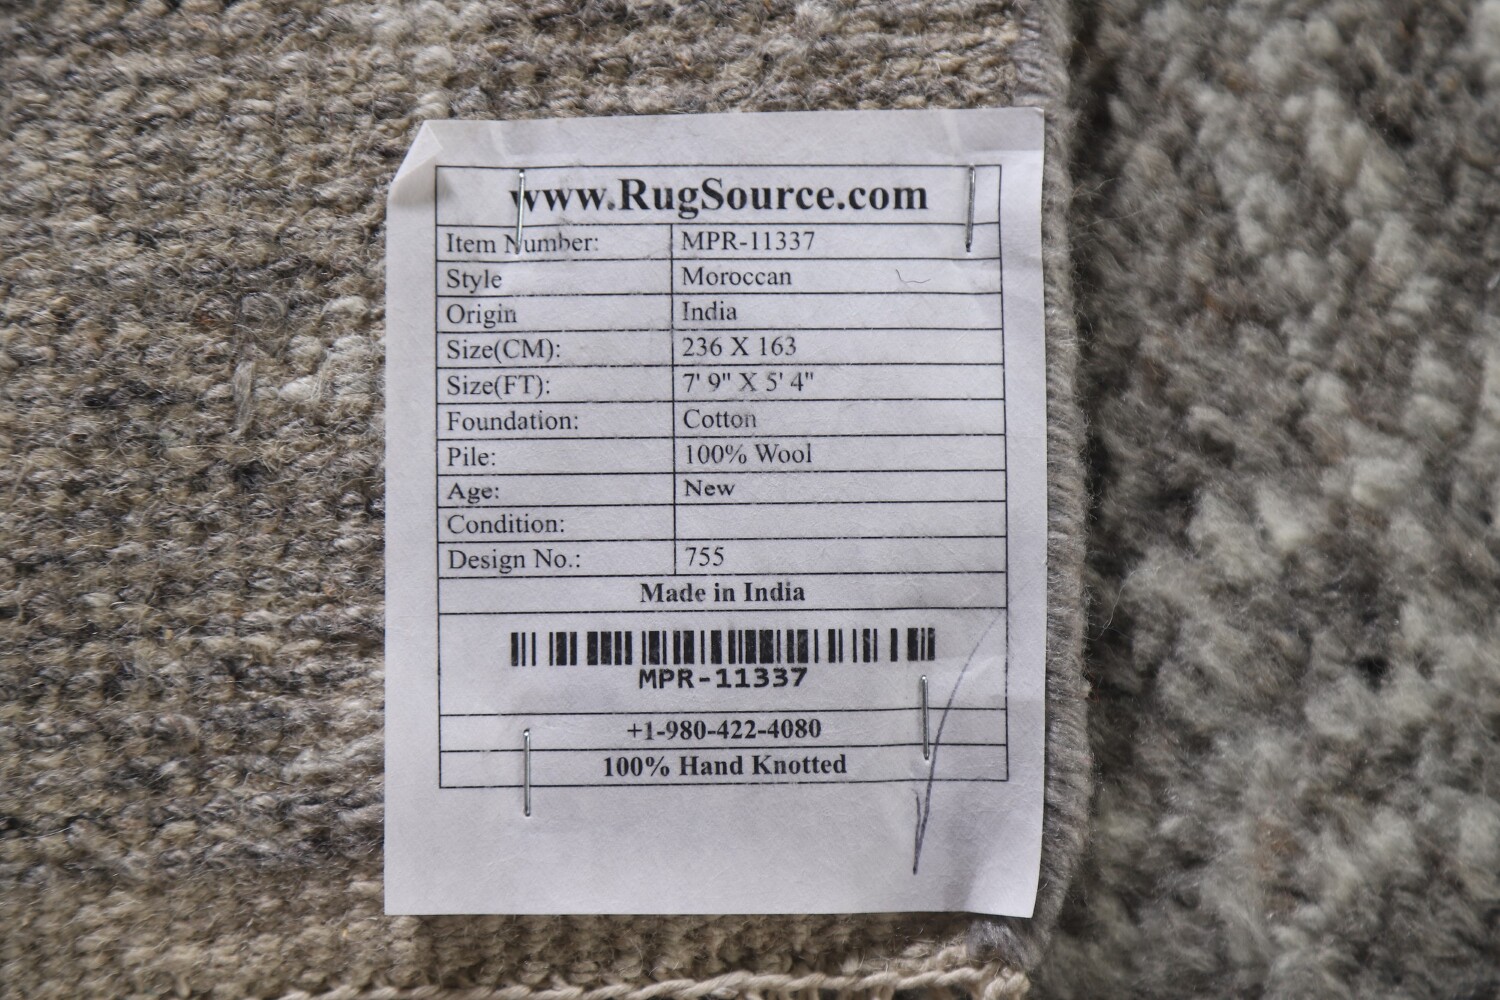 www.RugSource.com
Item Number: MPR-11337
Style Moroccan
Origin India
Size(CM): 236 X 163
Size(FT): 7' 9" X 5' 4"
Foundation: Cotton
Pile: 100% Wool
Age: New
Condition:
Design No.: 755
Made in India
MPR-11337
+1-980-422-4080
100% Hand Knotted